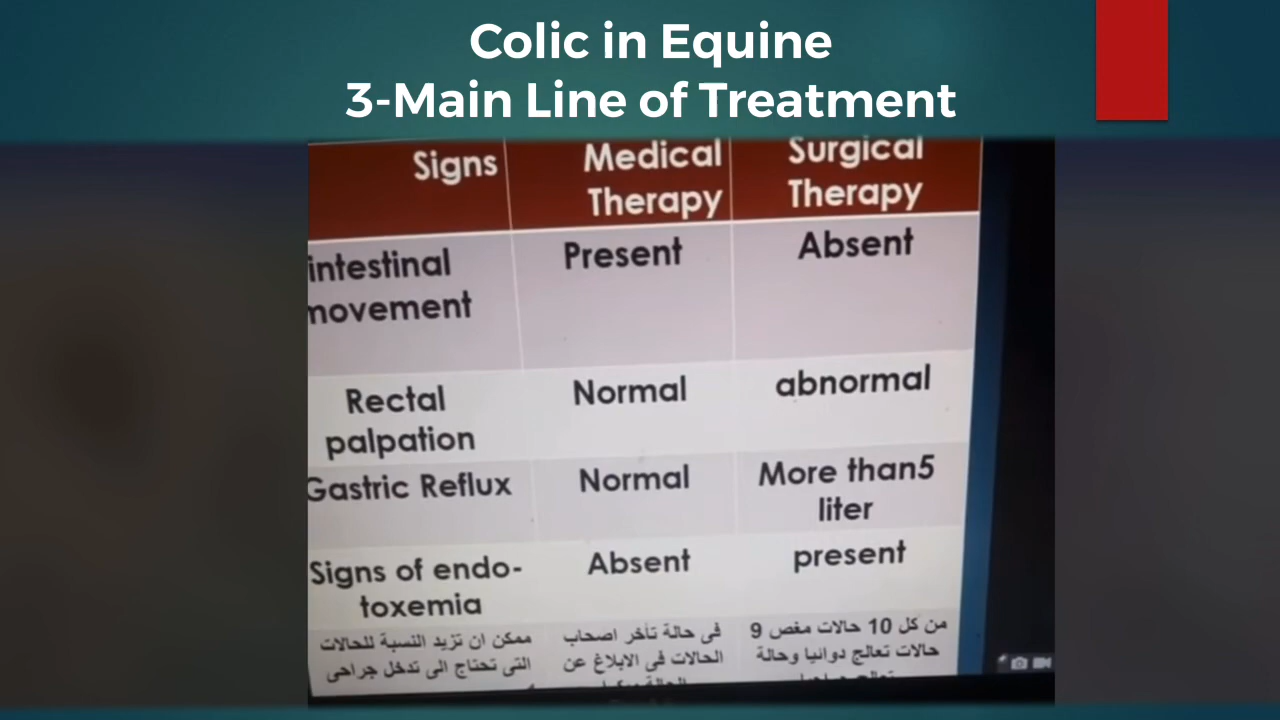 Colic in Equine
3-Main Line of Treatment
Signs
Medical
Therapy
Surgical
Therapy
intestinal
movement
Present
Absent
Rectal
palpation
Normal
abnormal
Gastric Reflux
Normal
More than5
liter
Signs of endo-
toxemia
Absent
present
ممكن ان تزيد النسبة للحالات
التى تحتاج الى تدخل جراحى
فى حالة تأخر اصحاب
الحالات فى الابلاغ عن
من كل 10 حالات مغص 9
حالات تعالج دوائيا وحالة